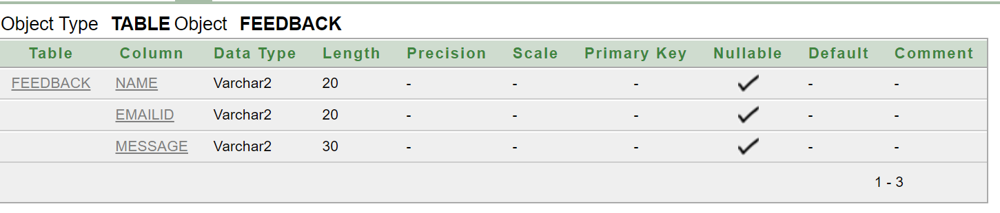 Object Type TABLE Object FEEDBACK
Table Column Data Type Length Precision Scale Primary Key Nullable Default Comment
FEEDBACK NAME Varchar2 20 - - - ✓ - -
EMAILID Varchar2 20 - - - ✓ - -
MESSAGE Varchar2 30 - - - ✓ - -
1 - 3